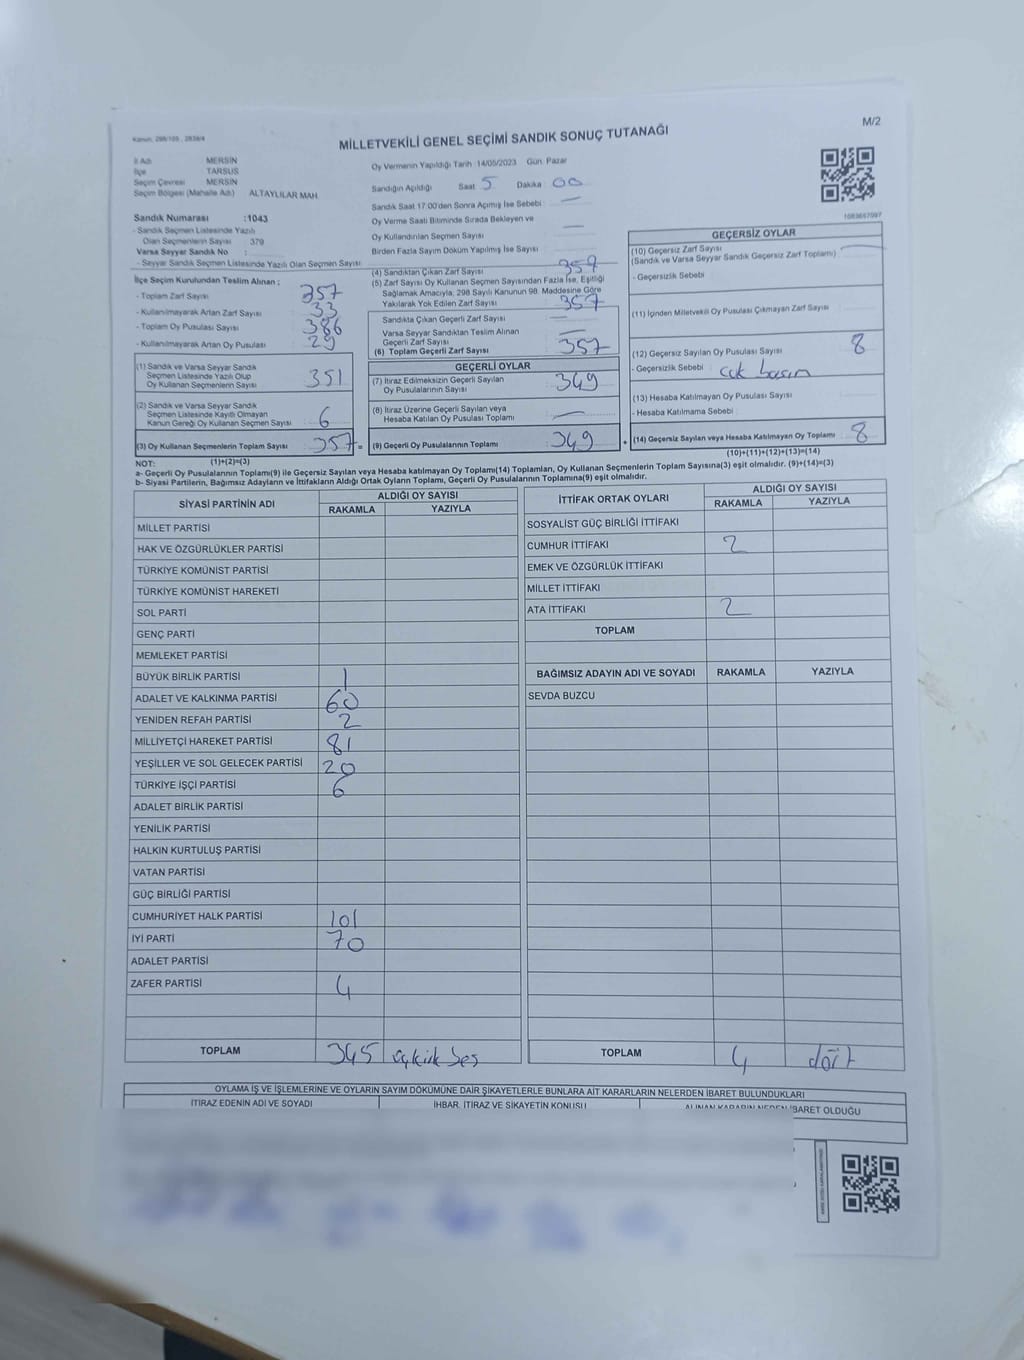 Kanun: 298/105 , 2839/4
M/2
MİLLETVEKİLİ GENEL SEÇİMİ SANDIK SONUÇ TUTANAĞI
İl Adı MERSİN
İlçe TARSUS
Seçim Çevresi MERSİN
Seçim Bölgesi (Mahalle Adı) ALTAYLILAR MAH.
Sandık Numarası :1043
- Sandık Seçmen Listesinde Yazılı
Olan Seçmenlerin Sayısı 379
Varsa Seyyar Sandık No :
- Seyyar Sandık Seçmen Listesinde Yazılı Olan Seçmen Sayısı
Oy Vermenin Yapıldığı Tarih 14/05/2023 Gün: Pazar
Sandığın Açıldığı Saat 5 Dakika 00
Sandık Saat 17:00'den Sonra Açımış İse Sebebi —
Oy Verme Saati Bitiminde Sırada Bekleyen ve
Oy Kullandırılan Seçmen Sayısı —
Birden Fazla Sayım Döküm Yapılmış İse Sayısı
1083667097
İlçe Seçim Kurulundan Teslim Alınan :
- Toplam Zarf Sayısı 357
- Kullanılmayarak Artan Zarf Sayısı 33
- Toplam Oy Pusulası Sayısı 386
- Kullanılmayarak Artan Oy Pusulası 29
(1) Sandık ve Varsa Seyyar Sandık
Seçmen Listesinde Yazılı Olup
Oy Kullanan Seçmenlerin Sayısı 351
(2) Sandık ve Varsa Seyyar Sandık
Seçmen Listesinde Kayıtlı Olmayan
Kanun Gereği Oy Kullanan Seçmen Sayısı 6
(3) Oy Kullanan Seçmenlerin Toplam Sayısı 357 =
(1)+(2)=(3)
(4) Sandıktan Çıkan Zarf Sayısı 357
(5) Zarf Sayısı Oy Kullanan Seçmen Sayısından Fazla İse, Eşitliği
Sağlamak Amacıyla, 298 Sayılı Kanunun 98. Maddesine Göre
Yakılarak Yok Edilen Zarf Sayısı 357
Sandıkta Çıkan Geçerli Zarf Sayısı —
Varsa Seyyar Sandıktan Teslim Alınan
Geçerli Zarf Sayısı —
(6) Toplam Geçerli Zarf Sayısı 357
GEÇERLİ OYLAR
(7) İtiraz Edilmeksizin Geçerli Sayılan
Oy Pusulalarının Sayısı 349
(8) İtiraz Üzerine Geçerli Sayılan veya
Hesaba Katılan Oy Pusulası Toplamı —
(9) Geçerli Oy Pusulalarının Toplamı 349 +
GEÇERSİZ OYLAR
(10) Geçersiz Zarf Sayısı
(Sandık ve Varsa Seyyar Sandık Geçersiz Zarf Toplamı) —
- Geçersizlik Sebebi
(11) İçinden Milletvekili Oy Pusulası Çıkmayan Zarf Sayısı
(12) Geçersiz Sayılan Oy Pusulası Sayısı 8
- Geçersizlik Sebebi çok basım
(13) Hesaba Katılmayan Oy Pusulası Sayısı
- Hesaba Katılmama Sebebi :
(14) Geçersiz Sayılan veya Hesaba Katılmayan Oy Toplamı 8
(10)+(11)+(12)+(13)=(14)
NOT:
a- Geçerli Oy Pusulalarının Toplamı(9) ile Geçersiz Sayılan veya Hesaba katılmayan Oy Toplamı(14) Toplamları, Oy Kullanan Seçmenlerin Toplam Sayısına(3) eşit olmalıdır. (9)+(14)=(3)
b- Siyasi Partilerin, Bağımsız Adayların ve İttifakların Aldığı Ortak Oyların Toplamı, Geçerli Oy Pusulalarının Toplamına(9) eşit olmalıdır.
SİYASİ PARTİNİN ADI ALDIĞI OY SAYISI
RAKAMLA YAZIYLA
MİLLET PARTİSİ
HAK VE ÖZGÜRLÜKLER PARTİSİ
TÜRKİYE KOMÜNİST PARTİSİ
TÜRKİYE KOMÜNİST HAREKETİ
SOL PARTİ
GENÇ PARTİ
MEMLEKET PARTİSİ
BÜYÜK BİRLİK PARTİSİ 1
ADALET VE KALKINMA PARTİSİ 60
YENİDEN REFAH PARTİSİ 2
MİLLİYETÇİ HAREKET PARTİSİ 81
YEŞİLLER VE SOL GELECEK PARTİSİ 20
TÜRKİYE İŞÇİ PARTİSİ 6
ADALET BİRLİK PARTİSİ
YENİLİK PARTİSİ
HALKIN KURTULUŞ PARTİSİ
VATAN PARTİSİ
GÜÇ BİRLİĞİ PARTİSİ
CUMHURİYET HALK PARTİSİ 101
İYİ PARTİ 70
ADALET PARTİSİ
ZAFER PARTİSİ 4
TOPLAM 345 üçkırk beş
İTTİFAK ORTAK OYLARI ALDIĞI OY SAYISI
RAKAMLA YAZIYLA
SOSYALİST GÜÇ BİRLİĞİ İTTİFAKI
CUMHUR İTTİFAKI 2
EMEK VE ÖZGÜRLÜK İTTİFAKI
MİLLET İTTİFAKI
ATA İTTİFAKI 2
TOPLAM
BAĞIMSIZ ADAYIN ADI VE SOYADI RAKAMLA YAZIYLA
SEVDA BUZCU
TOPLAM 4 dört
OYLAMA İŞ VE İŞLEMLERİNE VE OYLARIN SAYIM DÖKÜMÜNE DAİR ŞİKAYETLERLE BUNLARA AİT KARARLARIN NELERDEN İBARET BULUNDUKLARI
İTİRAZ EDENİN ADI VE SOYADI İHBAR, İTİRAZ VE ŞİKAYETİN KONUSU ALINAN KARARIN NEDEN İBARET OLDUĞU